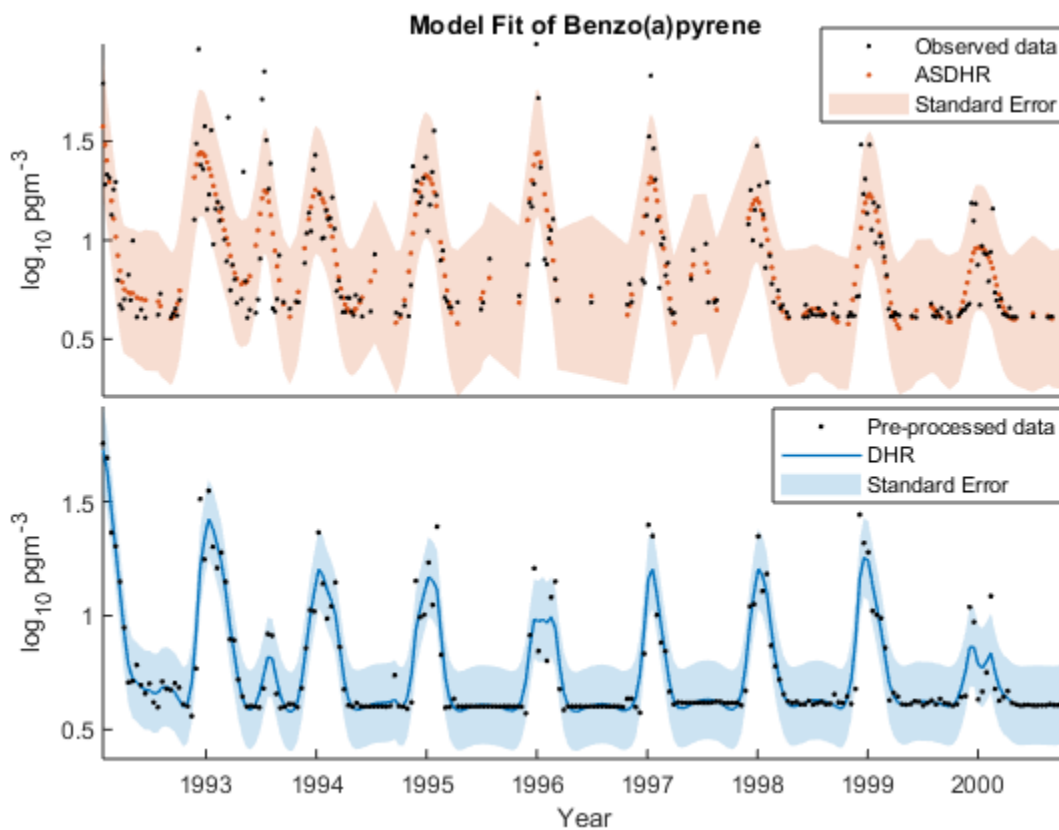 Model Fit of Benzo(a)pyrene
Observed data
ASDHR
Standard Error
1.5
1
0.5
log10 pgm-3
Pre-processed data
DHR
Standard Error
1.5
1
0.5
log10 pgm-3
1993 1994 1995 1996 1997 1998 1999 2000
Year